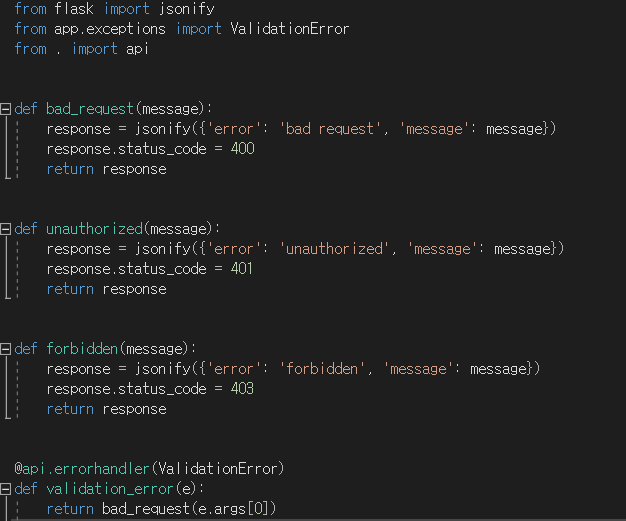 from flask import jsonify
from app.exceptions import ValidationError
from . import api
def bad_request(message):
    response = jsonify({'error': 'bad request', 'message': message})
    response.status_code = 400
    return response
def unauthorized(message):
    response = jsonify({'error': 'unauthorized', 'message': message})
    response.status_code = 401
    return response
def forbidden(message):
    response = jsonify({'error': 'forbidden', 'message': message})
    response.status_code = 403
    return response
@api.errorhandler(ValidationError)
def validation_error(e):
    return bad_request(e.args[0])